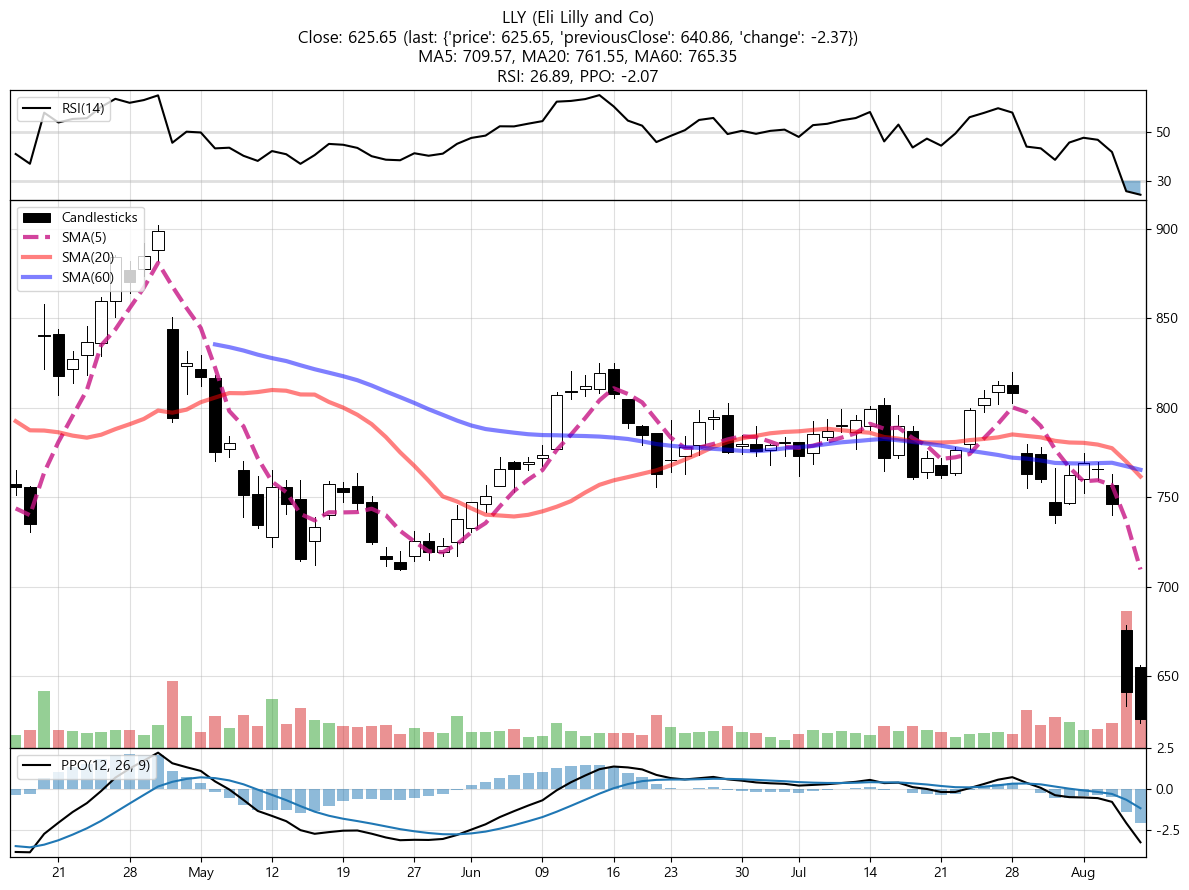 LLY (Eli Lilly and Co)
Close: 625.65 (last: {'price': 625.65, 'previousClose': 640.86, 'change': -2.37})
MA5: 709.57, MA20: 761.55, MA60: 765.35
RSI: 26.89, PPO: -2.07
RSI(14)
50
30
Candlesticks
SMA(5)
SMA(20)
SMA(60)
900
850
800
750
700
650
PPO(12, 26, 9)
2.5
0.0
-2.5
21 28 May 12 19 27 Jun 09 16 23 30 Jul 14 21 28 Aug